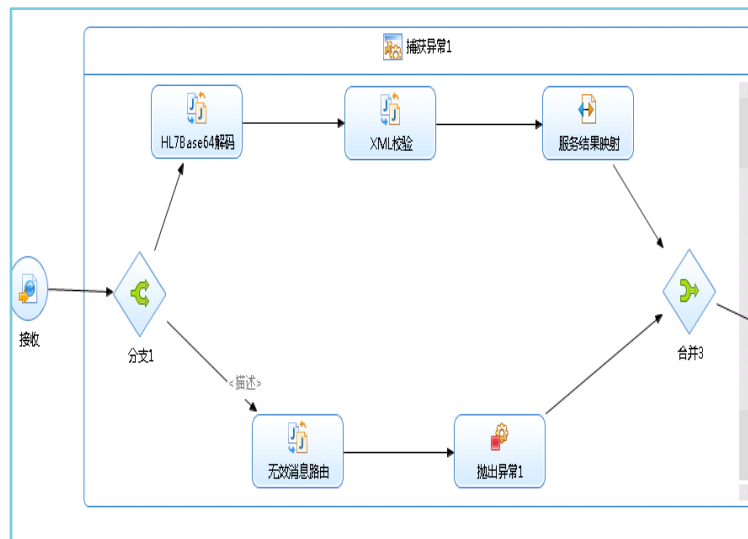 捕获异常1
HL7Base64解码
XML校验
服务结果映射
接收
分支1
合并3
<描述>
无效消息路由
抛出异常1